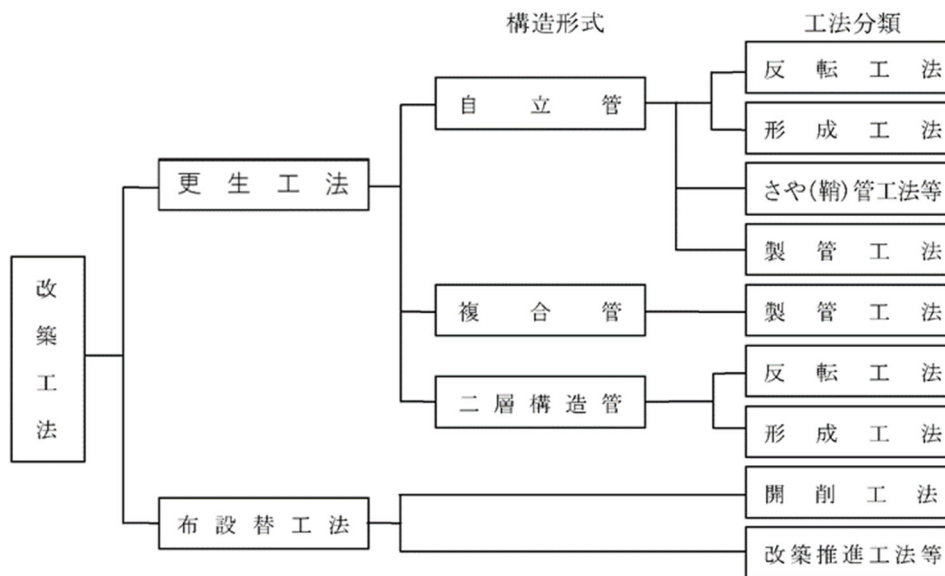 構造形式
工法分類
改築工法
更生工法
自立管
反転工法
形成工法
さや(鞘)管工法等
製管工法
複合管
製管工法
二層構造管
反転工法
形成工法
布設替工法
開削工法
改築推進工法等